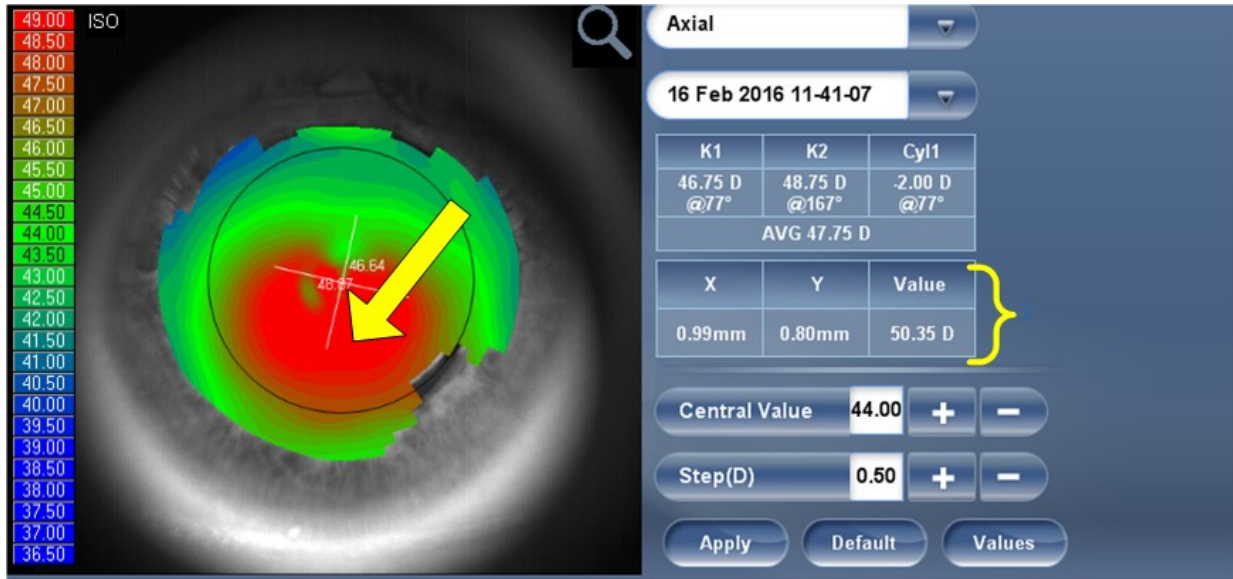 49.00
48.50
48.00
47.50
47.00
46.50
46.00
45.50
45.00
44.50
44.00
43.50
43.00
42.50
42.00
41.50
41.00
40.50
40.00
39.50
39.00
38.50
38.00
37.50
37.00
36.50
ISO
46.64
Axial
16 Feb 2016 11-41-07
K1 K2 Cyl1
46.75 D 48.75 D -2.00 D
@77° @167° @77°
AVG 47.75 D
X Y Value
0.99mm 0.80mm 50.35 D
Central Value 44.00 + −
Step(D) 0.50 + −
Apply Default Values